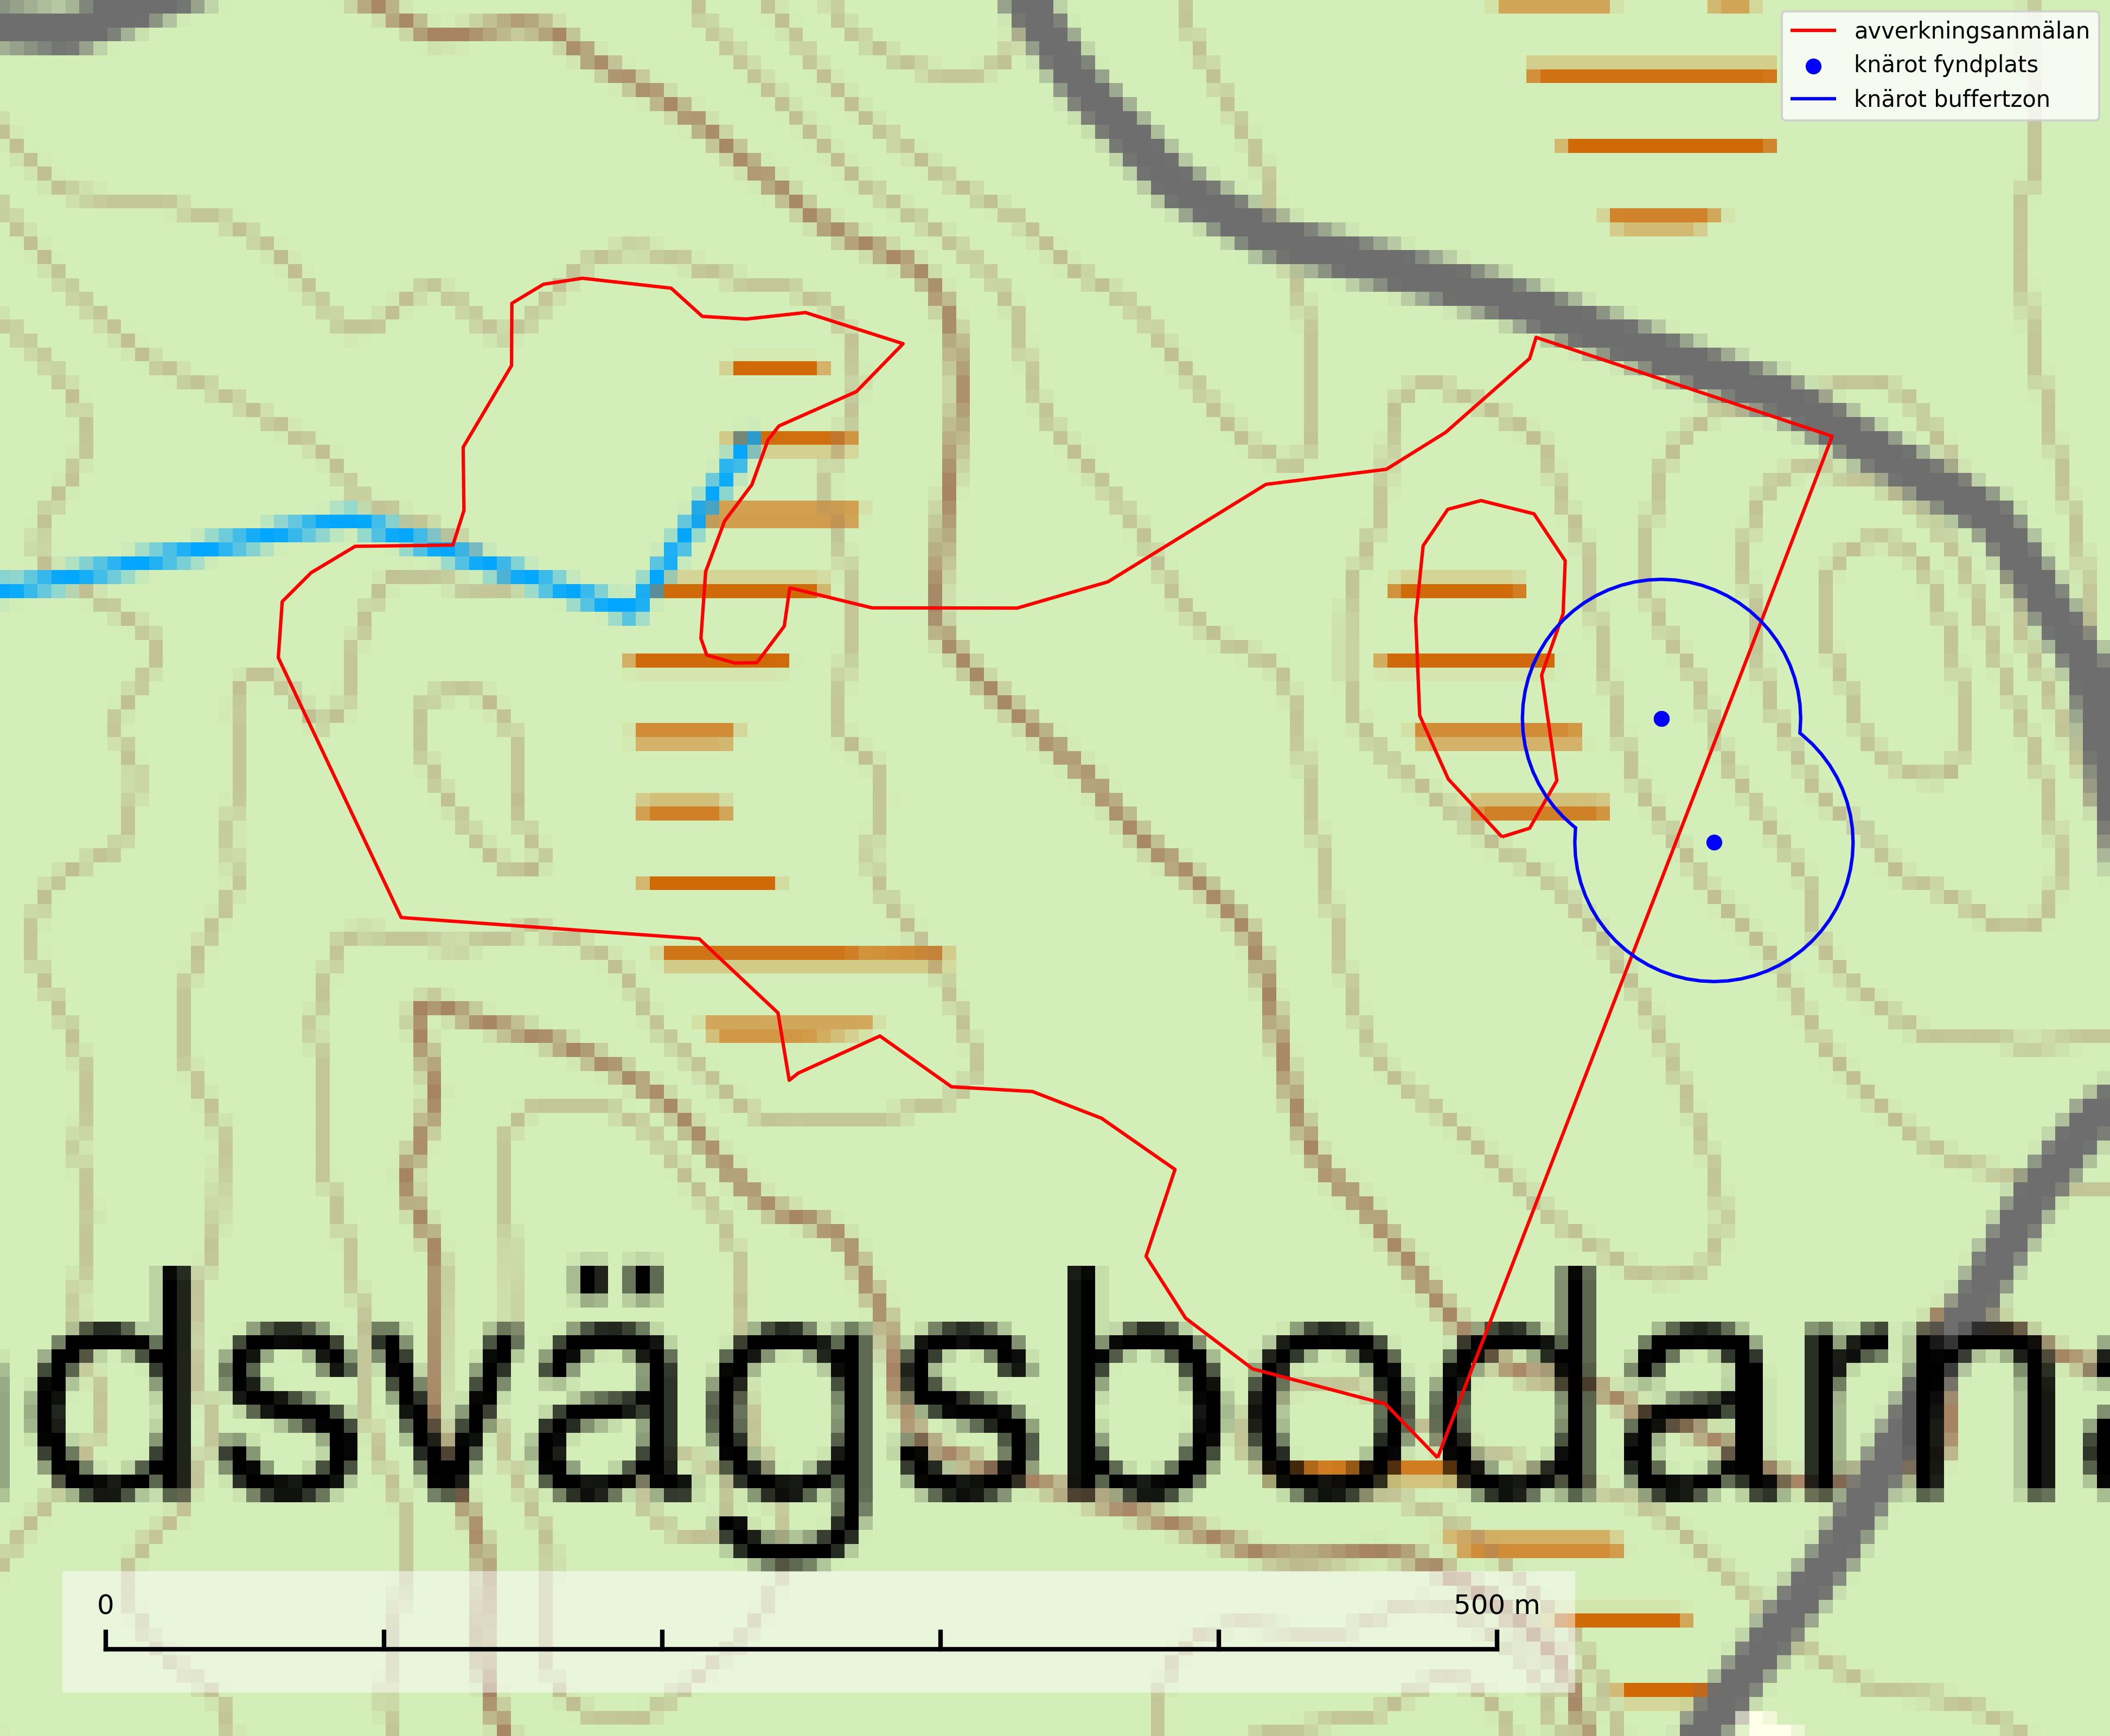 avverkningsanmälan
knärot fyndplats
knärot buffertzon
dsvägsbodarna
0
500 m